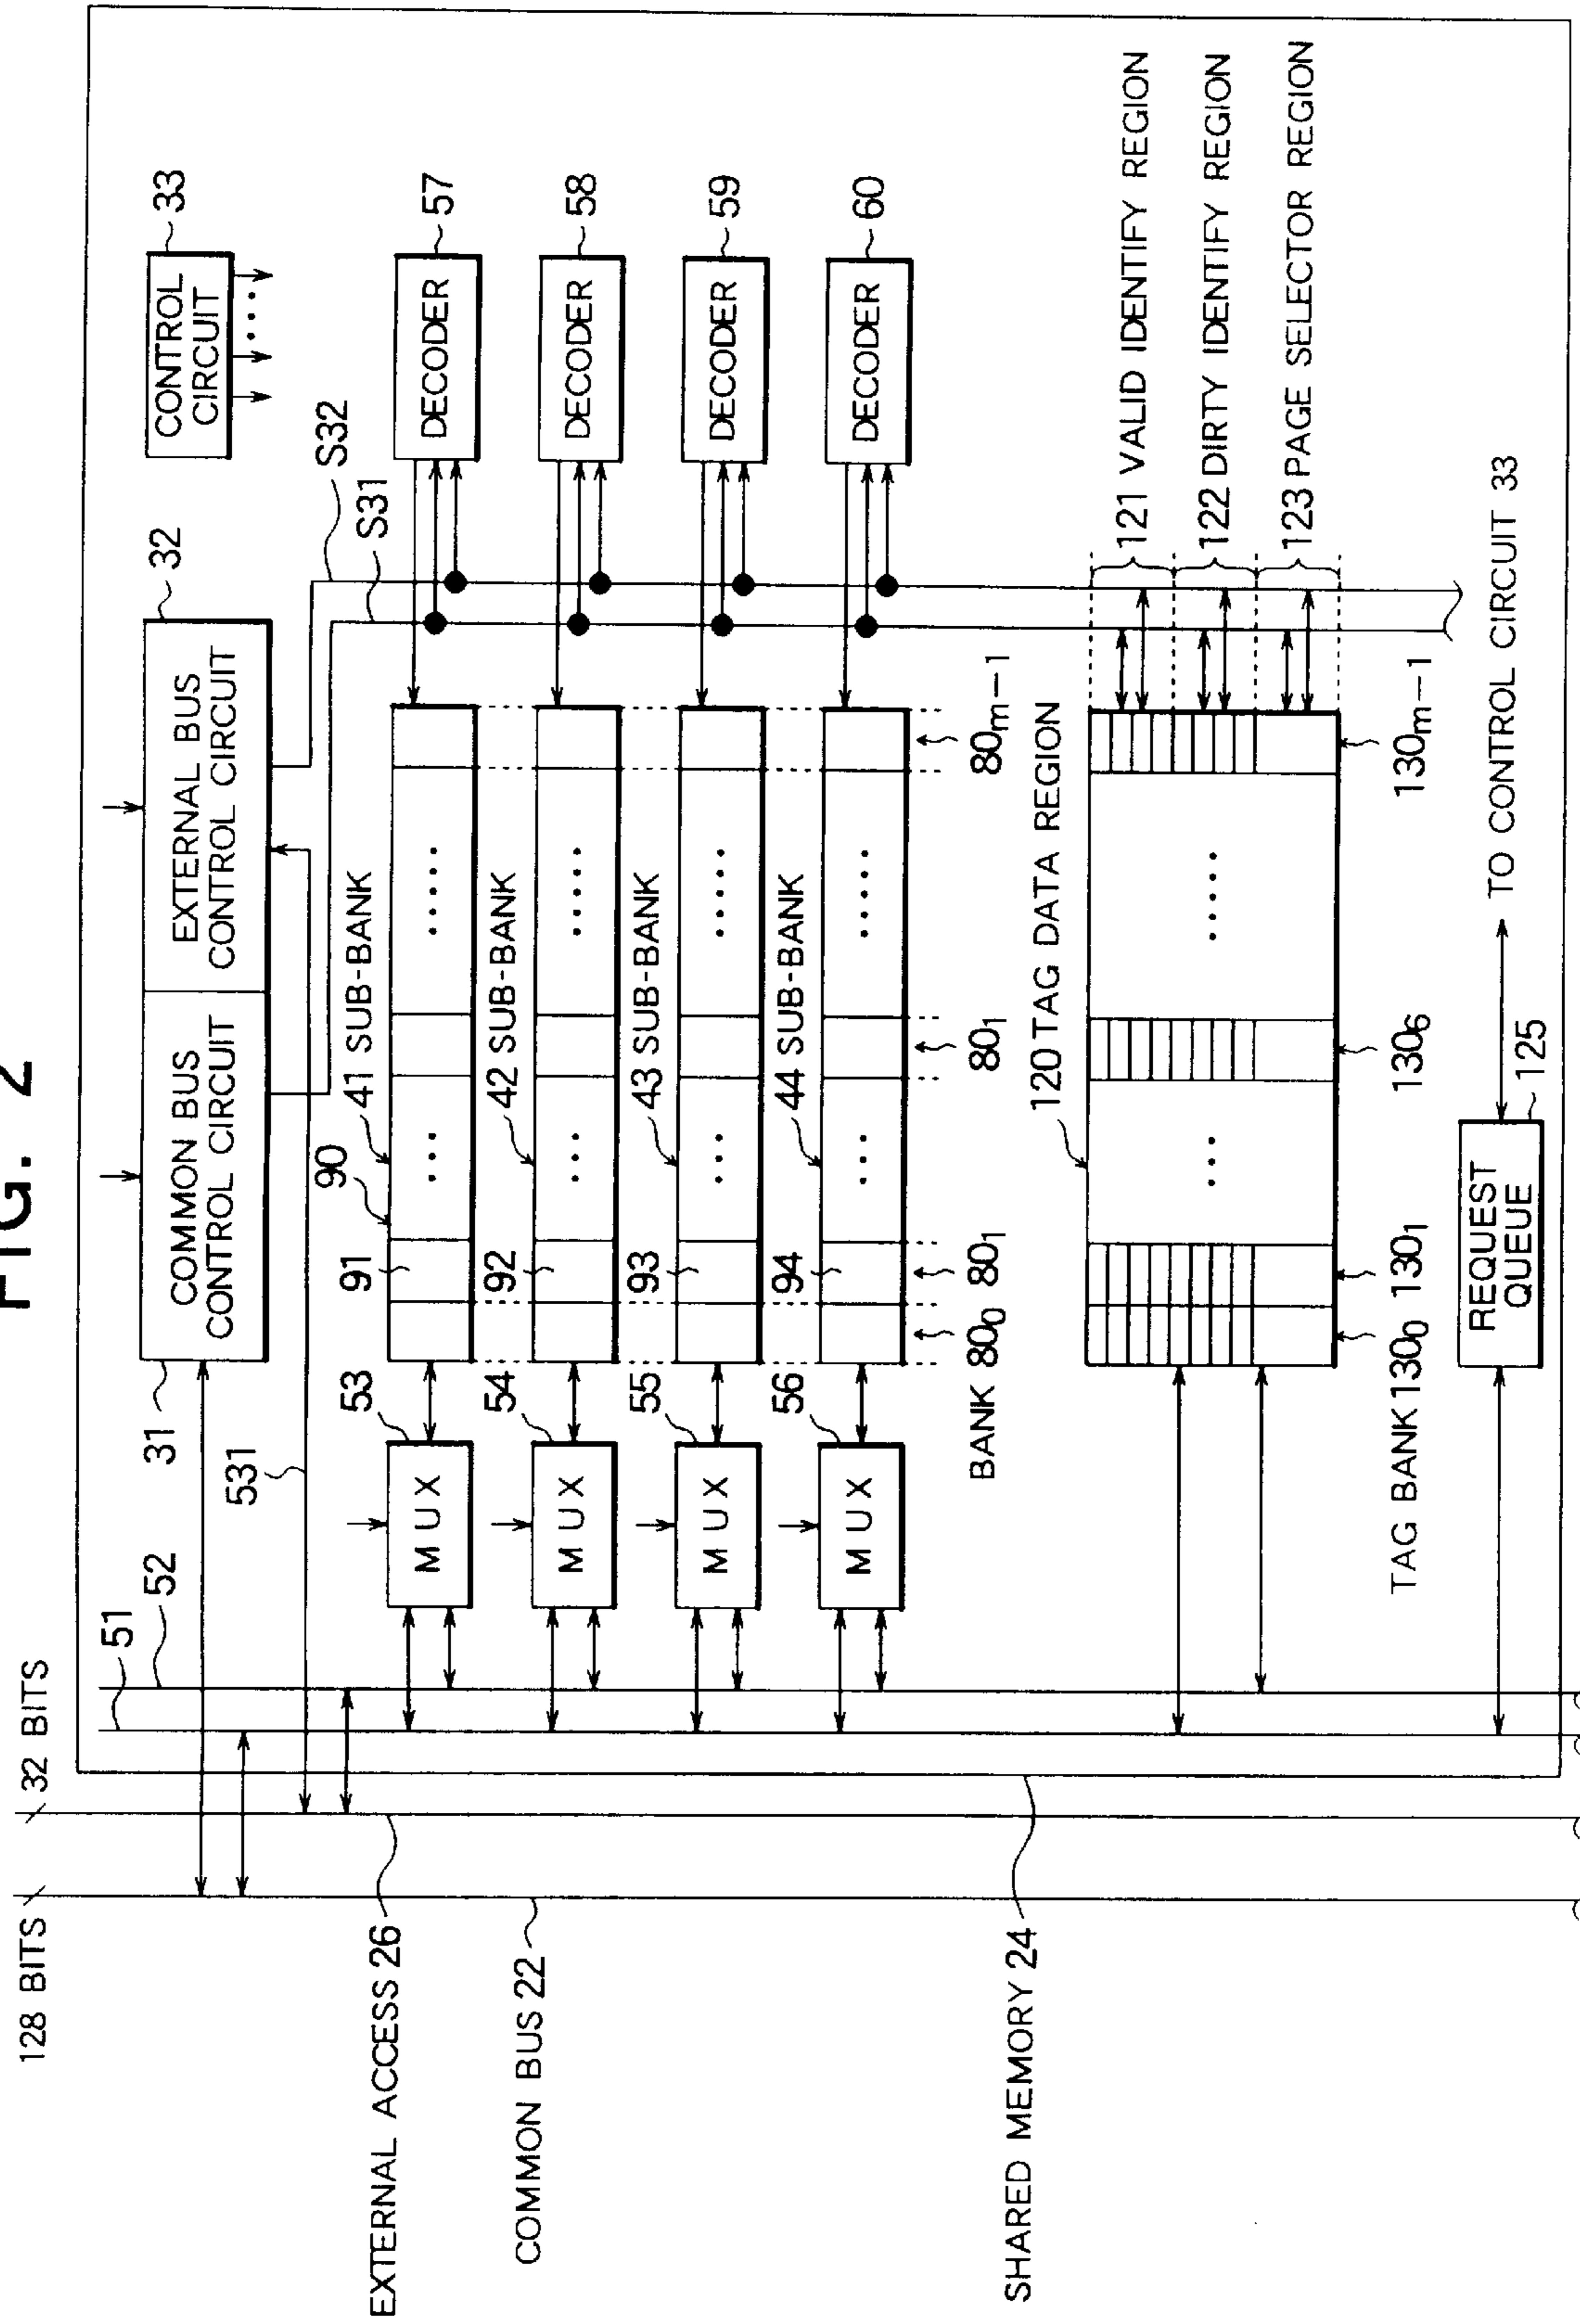 FIG. 2
128 BITS
32 BITS
EXTERNAL ACCESS 26
COMMON BUS 22
SHARED MEMORY 24
51
52
531
31
COMMON BUS
CONTROL CIRCUIT
EXTERNAL BUS
CONTROL CIRCUIT
32
CONTROL
CIRCUIT
33
S32
S31
53
MUX
91
90
41 SUB-BANK
DECODER
57
54
MUX
92
42 SUB-BANK
DECODER
58
55
MUX
93
43 SUB-BANK
DECODER
59
56
MUX
94
44 SUB-BANK
DECODER
60
BANK 80₀
80₁
80₁
80ₘ₋₁
120 TAG DATA REGION
121 VALID IDENTIFY REGION
122 DIRTY IDENTIFY REGION
123 PAGE SELECTOR REGION
TAG BANK 130₀
130₁
130₆
130ₘ₋₁
REQUEST
QUEUE
125
TO CONTROL CIRCUIT 33